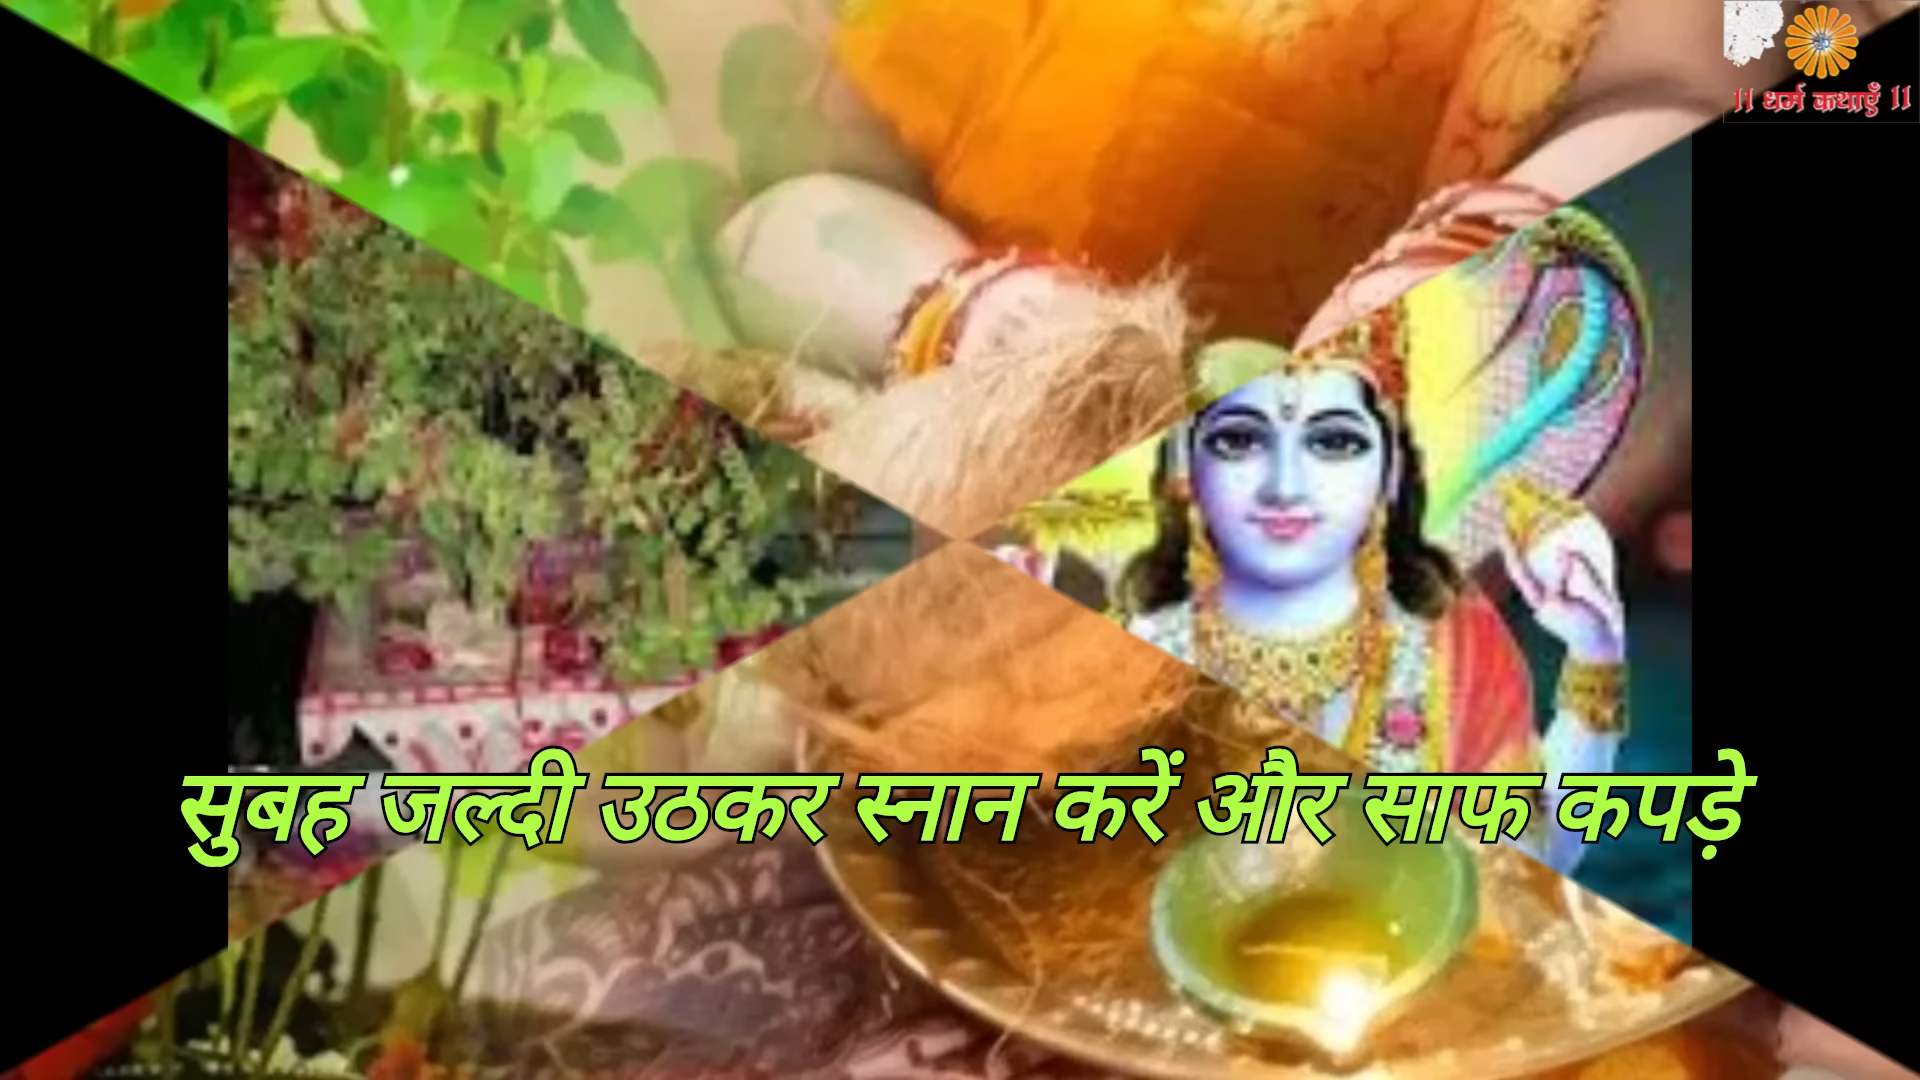 ॥ धर्म कथाएँ ॥
सुबह जल्दी उठकर स्नान करें और साफ कपड़े